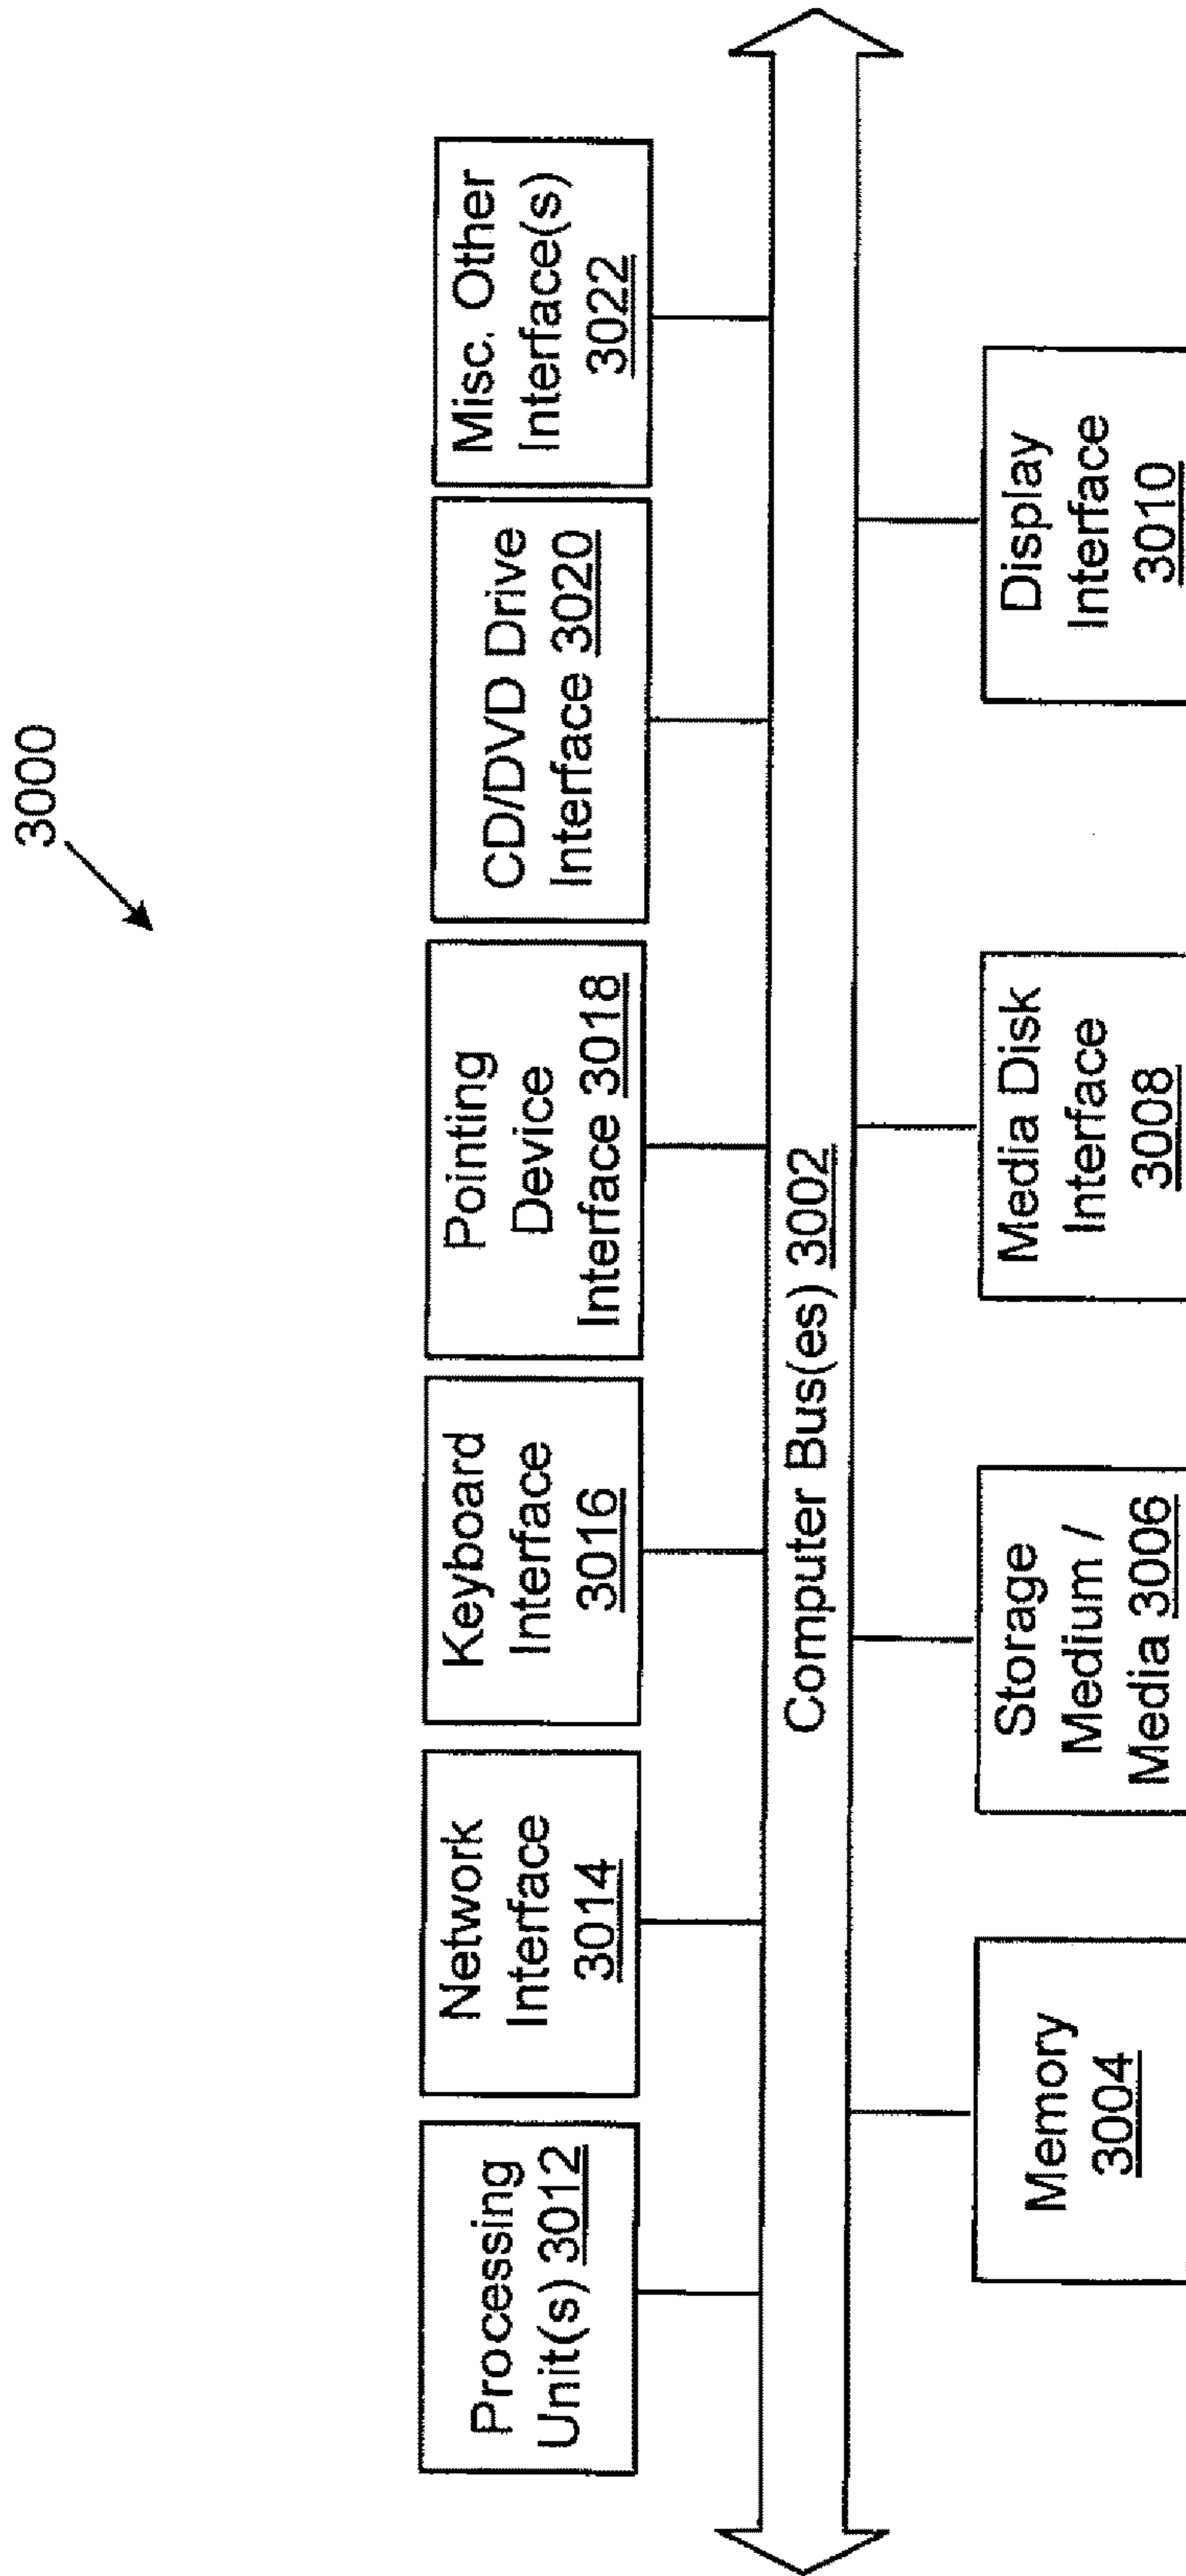 3000
Processing
Unit(s) 3012
Network
Interface
3014
Keyboard
Interface
3016
Pointing
Device
Interface 3018
CD/DVD Drive
Interface 3020
Misc. Other
Interface(s)
3022
Computer Bus(es) 3002
Memory
3004
Storage
Medium /
Media 3006
Media Disk
Interface
3008
Display
Interface
3010